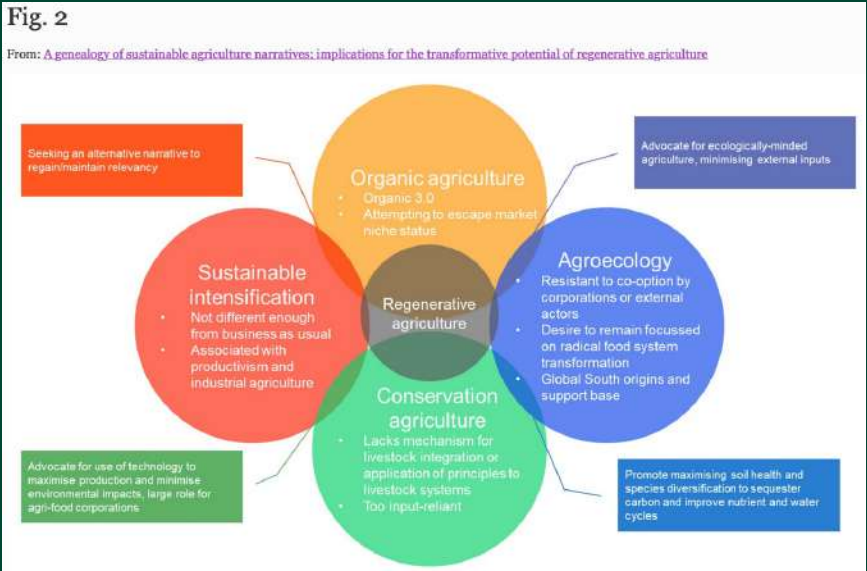 Fig. 2
From: A genealogy of sustainable agriculture narratives: implications for the transformative potential of regenerative agriculture
Seeking an alternative narrative to
regain/maintain relevancy
Advocate for ecologically-minded
agriculture, minimising external inputs
Organic agriculture
• Organic 3.0
• Attempting to escape market
niche status
Sustainable
intensification
• Not different enough
from business as usual
• Associated with
productivism and
industrial agriculture
Regenerative
agriculture
Agroecology
• Resistant to co-option by
corporations or external
actors
• Desire to remain focussed
on radical food system
transformation
• Global South origins and
support base
Conservation
agriculture
• Lacks mechanism for
livestock integration or
application of principles to
livestock systems
• Too input-reliant
Advocate for use of technology to
maximise production and minimise
environmental impacts, large role for
agri-food corporations
Promote maximising soil health and
species diversification to sequester
carbon and improve nutrient and water
cycles